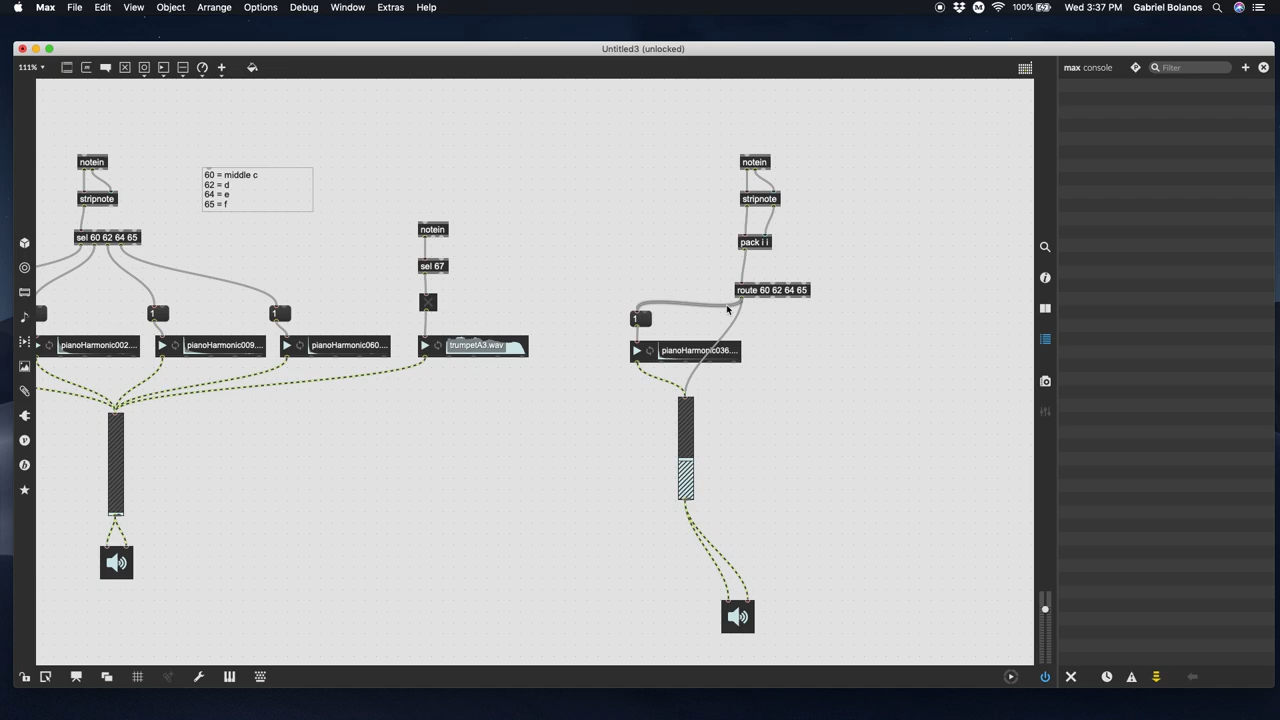 Max File Edit View Object Arrange Options Debug Window Extras Help
100% Wed 3:37 PM Gabriel Bolanos
Untitled3 (unlocked)
111%
max console
Filter
notein
stripnote
sel 60 62 64 65
60 = middle c
62 = d
64 = e
65 = f
1
1
pianoHarmonic002....
pianoHarmonic009....
pianoHarmonic060....
notein
sel 67
trumpetA3.wav
notein
stripnote
pack i i
route 60 62 64 65
1
pianoHarmonic036....